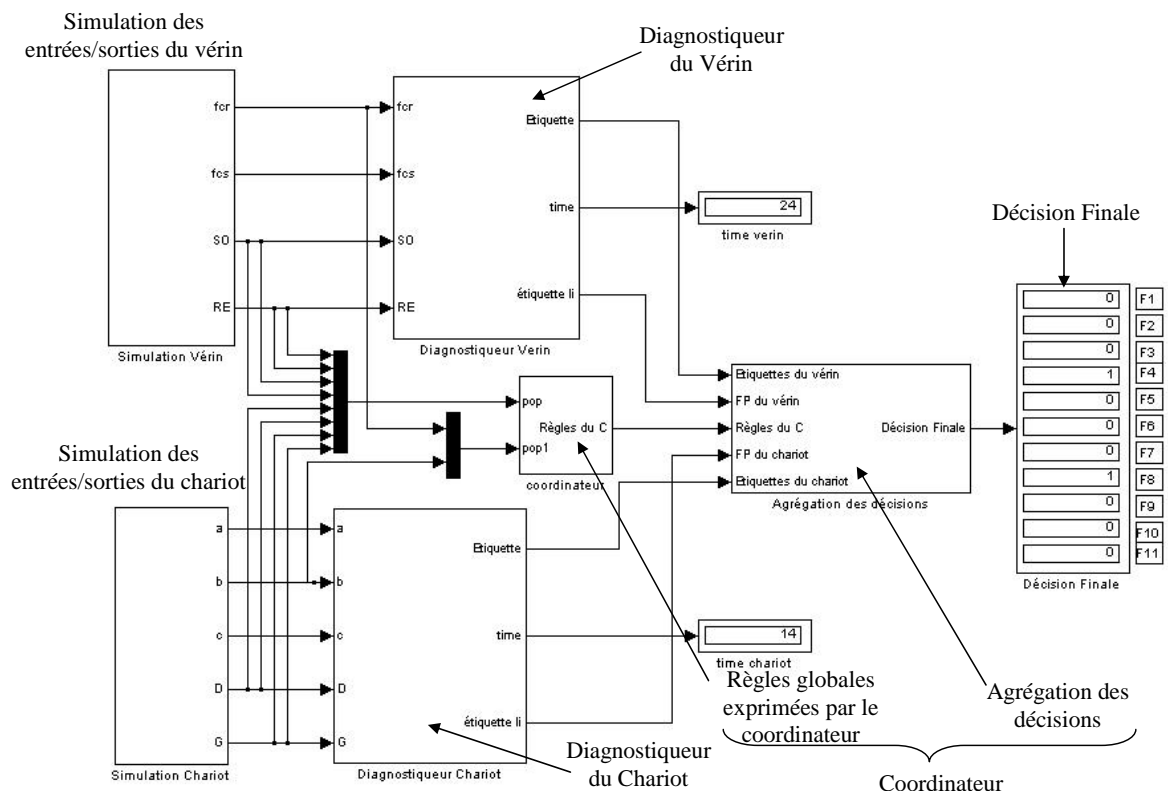 Simulation des
entrées/sorties du vérin
fcr
fcs
SO
RE
Simulation Vérin
Diagnostiqueur
du Vérin
fcr
fcs
SO
RE
Etiquette
time
étiquette li
Diagnostiqueur Verin
24
time verin
Décision Finale
0
0
0
1
0
0
0
1
0
0
0
F1
F2
F3
F4
F5
F6
F7
F8
F9
F10
F11
Décision Finale
pop
pop1
Règles du C
coordinateur
Etiquettes du vérin
FP du vérin
Règles du C
FP du chariot
Etiquettes du chariot
Décision Finale
Agrégation des décisions
Simulation des
entrées/sorties du chariot
a
b
c
D
G
Simulation Chariot
a
b
c
D
G
Etiquette
time
étiquette li
Diagnostiqueur Chariot
14
time chariot
Diagnostiqueur
du Chariot
Règles globales
exprimées par le
coordinateur
Agrégation des
décisions
Coordinateur